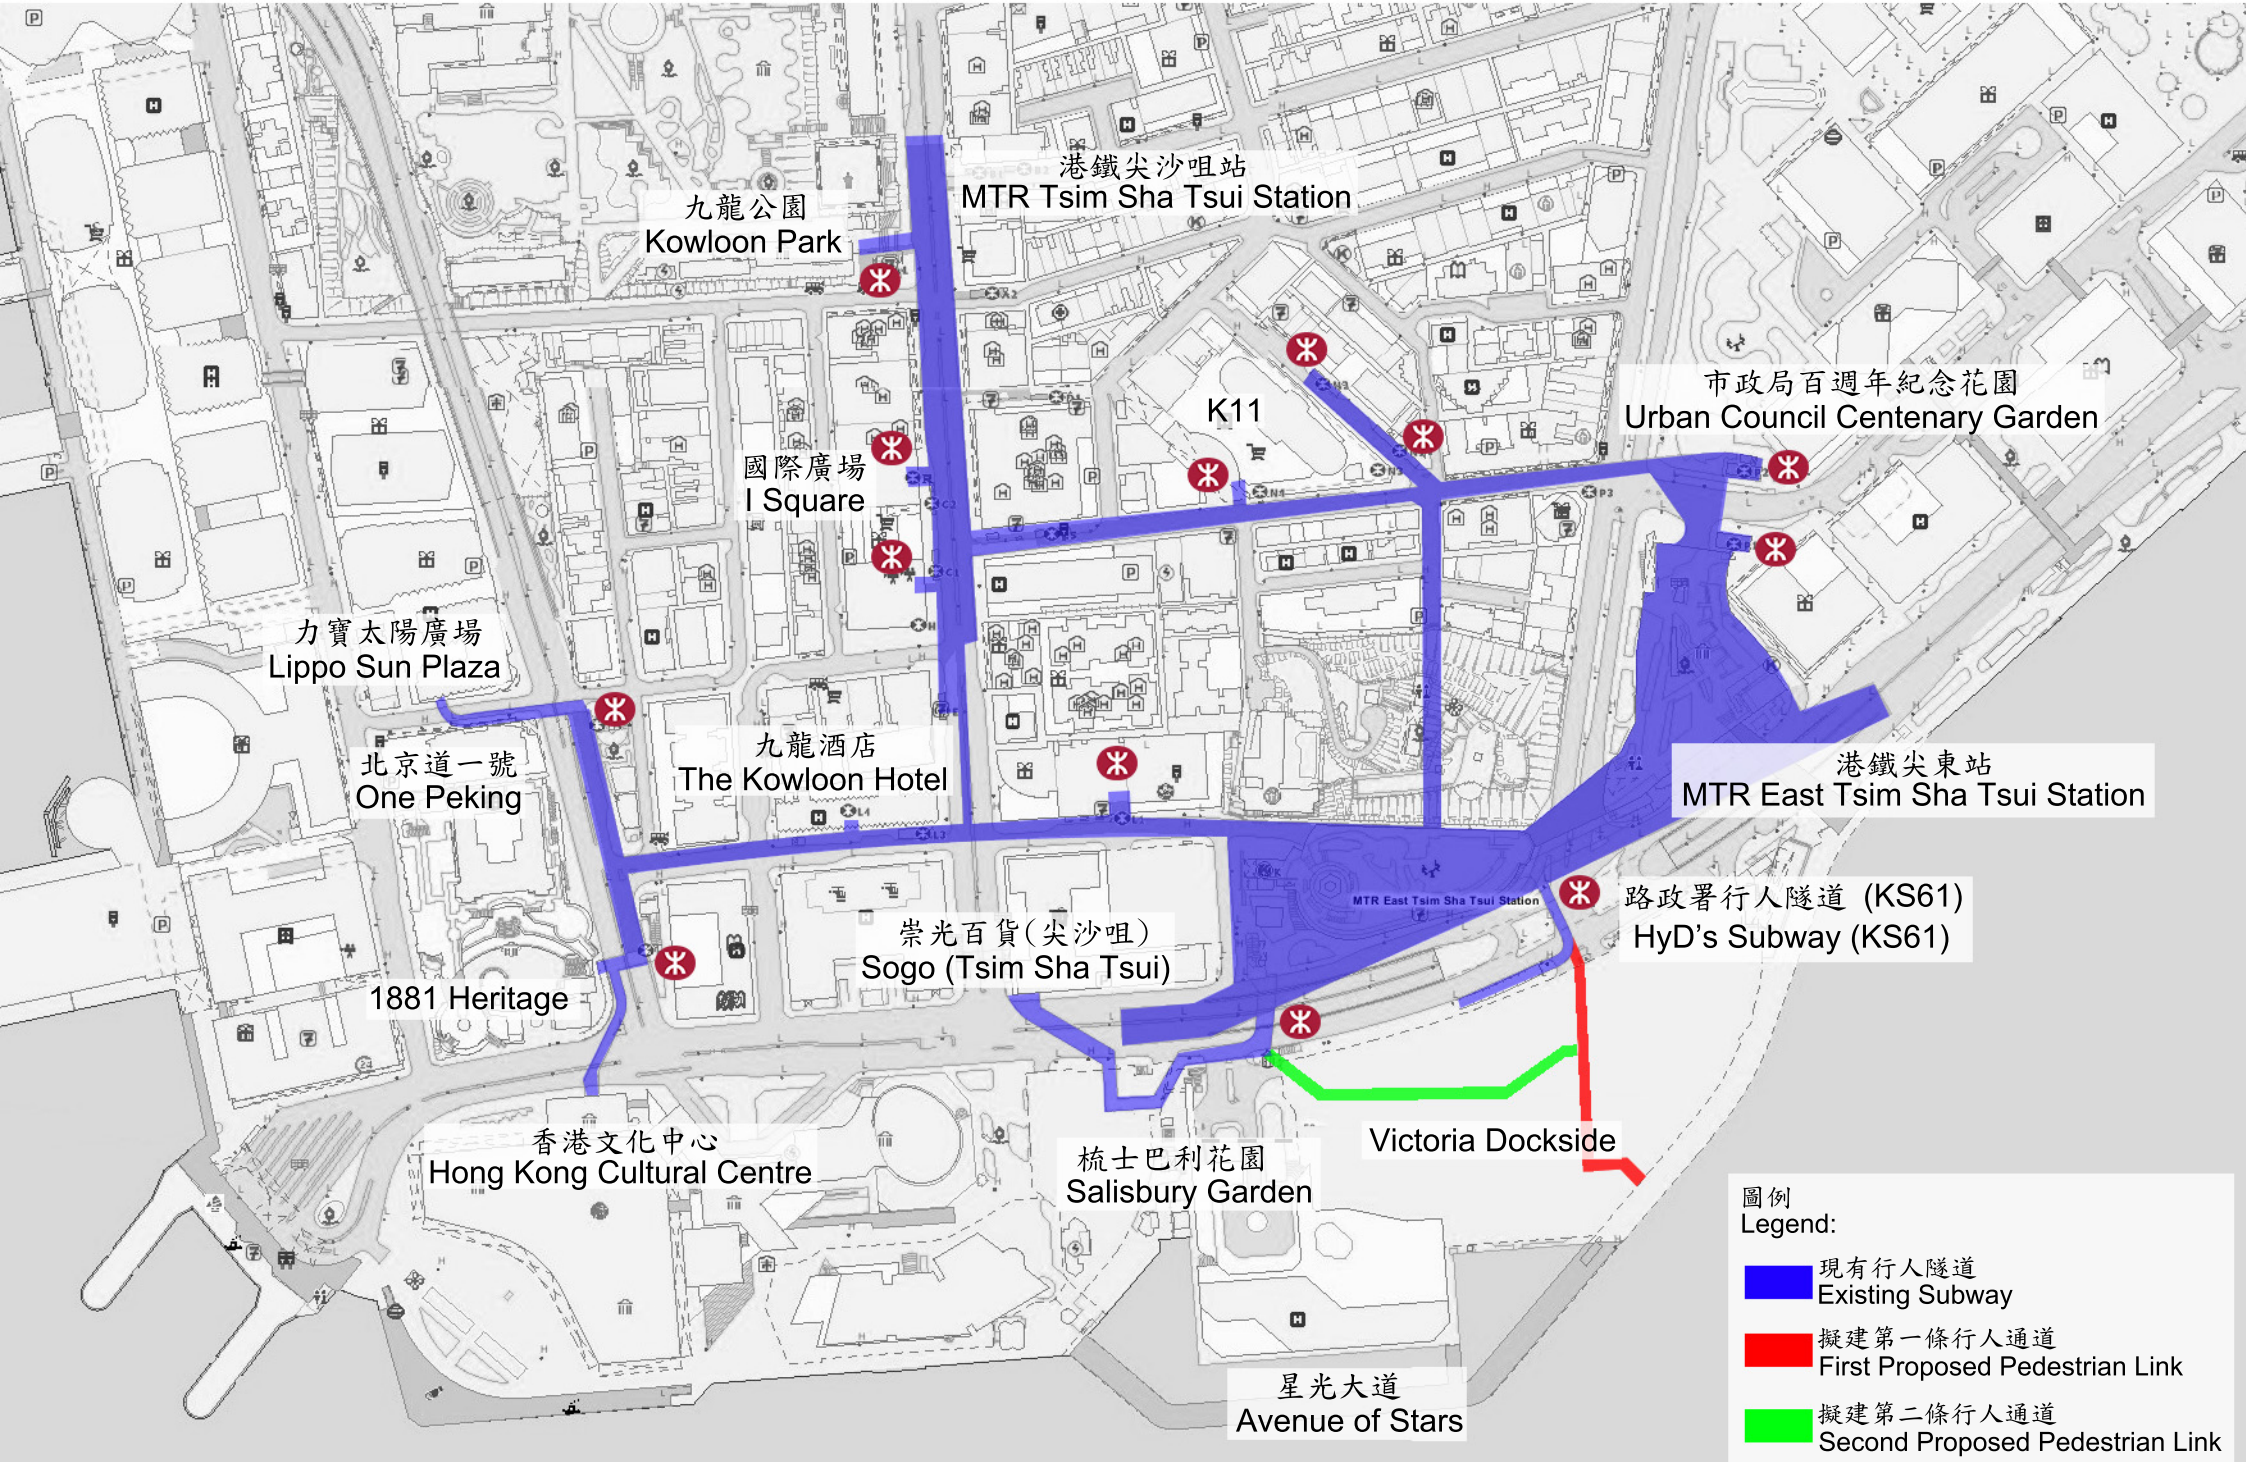 港鐵尖沙咀站
MTR Tsim Sha Tsui Station
九龍公園
Kowloon Park
K11
市政局百週年紀念花園
Urban Council Centenary Garden
國際廣場
I Square
力寶太陽廣場
Lippo Sun Plaza
北京道一號
One Peking
九龍酒店
The Kowloon Hotel
港鐵尖東站
MTR East Tsim Sha Tsui Station
MTR East Tsim Sha Tsui Station
路政署行人隧道 (KS61)
HyD's Subway (KS61)
崇光百貨(尖沙咀)
Sogo (Tsim Sha Tsui)
1881 Heritage
香港文化中心
Hong Kong Cultural Centre
梳士巴利花園
Salisbury Garden
Victoria Dockside
星光大道
Avenue of Stars
圖例
Legend:
現有行人隧道
Existing Subway
擬建第一條行人通道
First Proposed Pedestrian Link
擬建第二條行人通道
Second Proposed Pedestrian Link